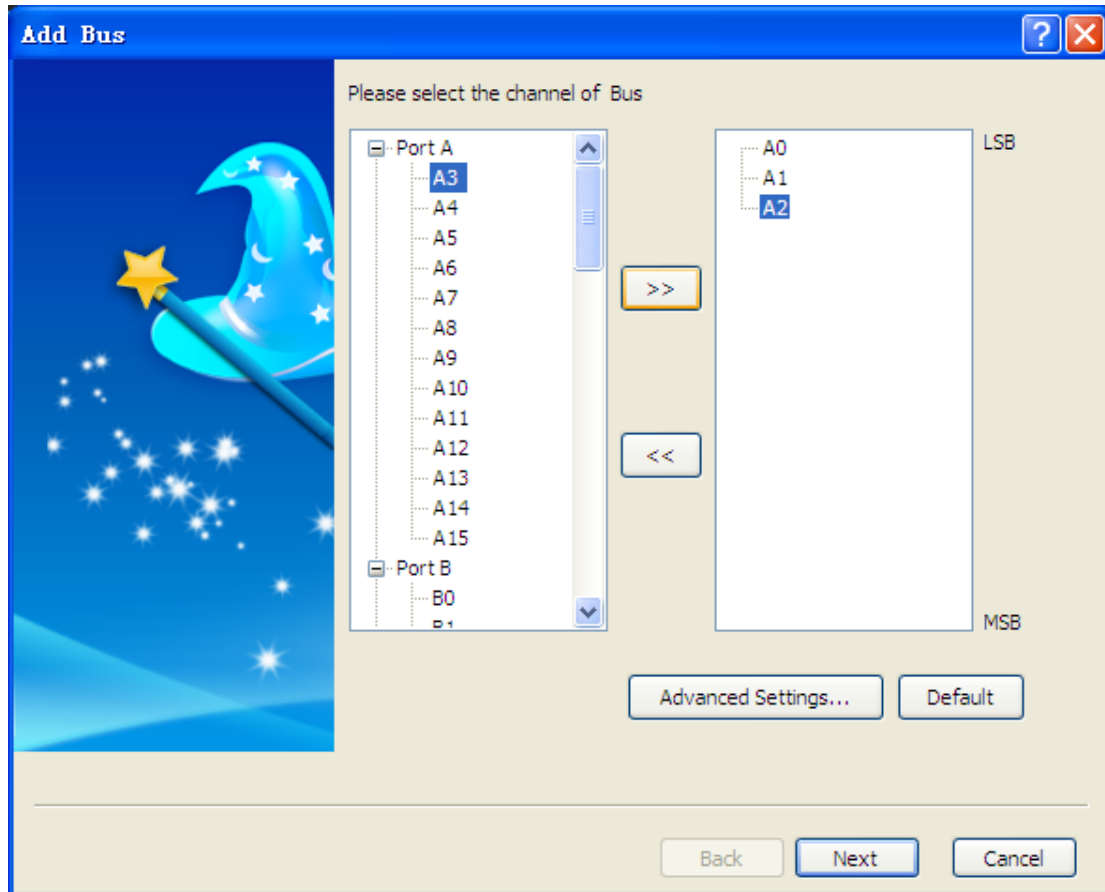 Add Bus
?
Please select the channel of Bus
Port A
A3
A4
A5
A6
A7
A8
A9
A10
A11
A12
A13
A14
A15
Port B
B0
B1
>>
<<
A0
A1
A2
LSB
MSB
Advanced Settings...
Default
Back
Next
Cancel